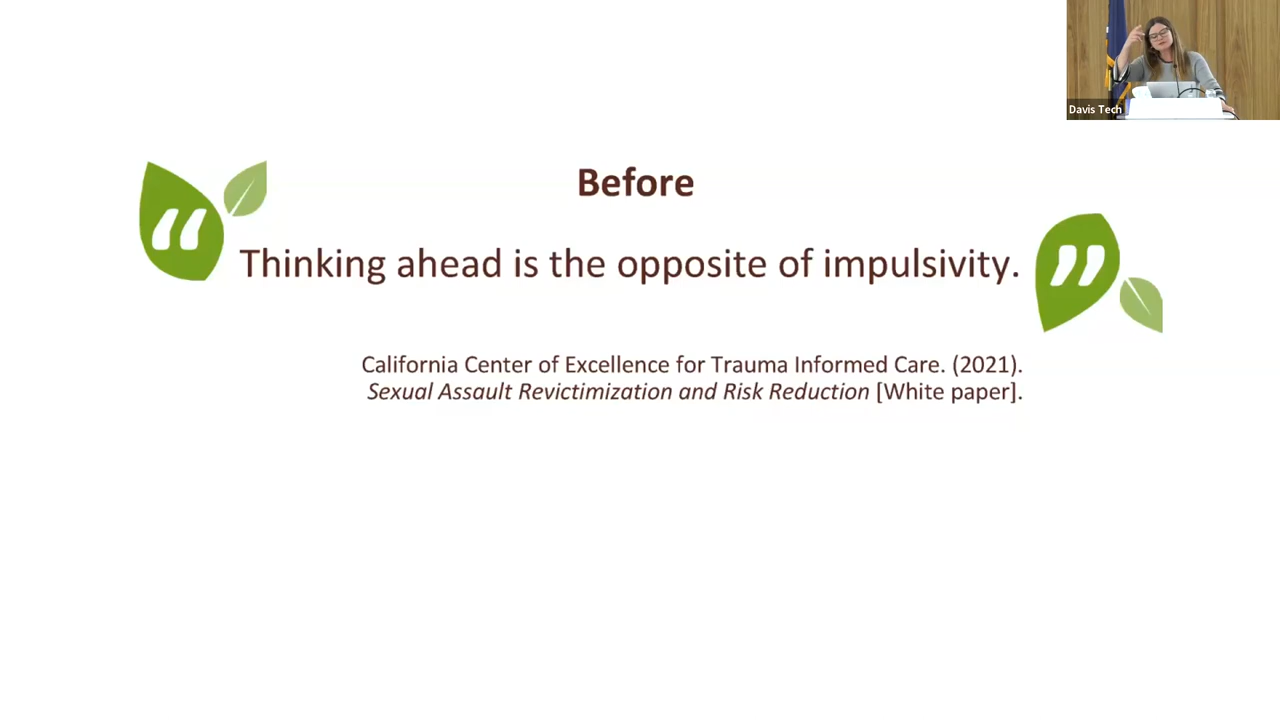 Davis Tech
Before
“
Thinking ahead is the opposite of impulsivity.
”
California Center of Excellence for Trauma Informed Care. (2021).
Sexual Assault Revictimization and Risk Reduction [White paper].